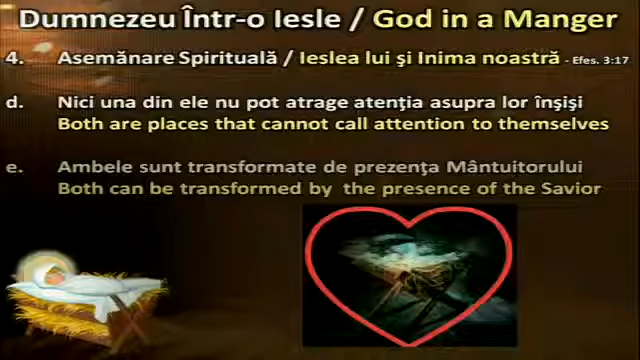 Dumnezeu Într-o Iesle / God in a Manger
4. Asemănare Spirituală / Ieslea lui şi Inima noastră - Efes. 3:17
d. Nici una din ele nu pot atrage atenţia asupra lor înşişi
Both are places that cannot call attention to themselves
e. Ambele sunt transformate de prezenţa Mântuitorului
Both can be transformed by the presence of the Savior